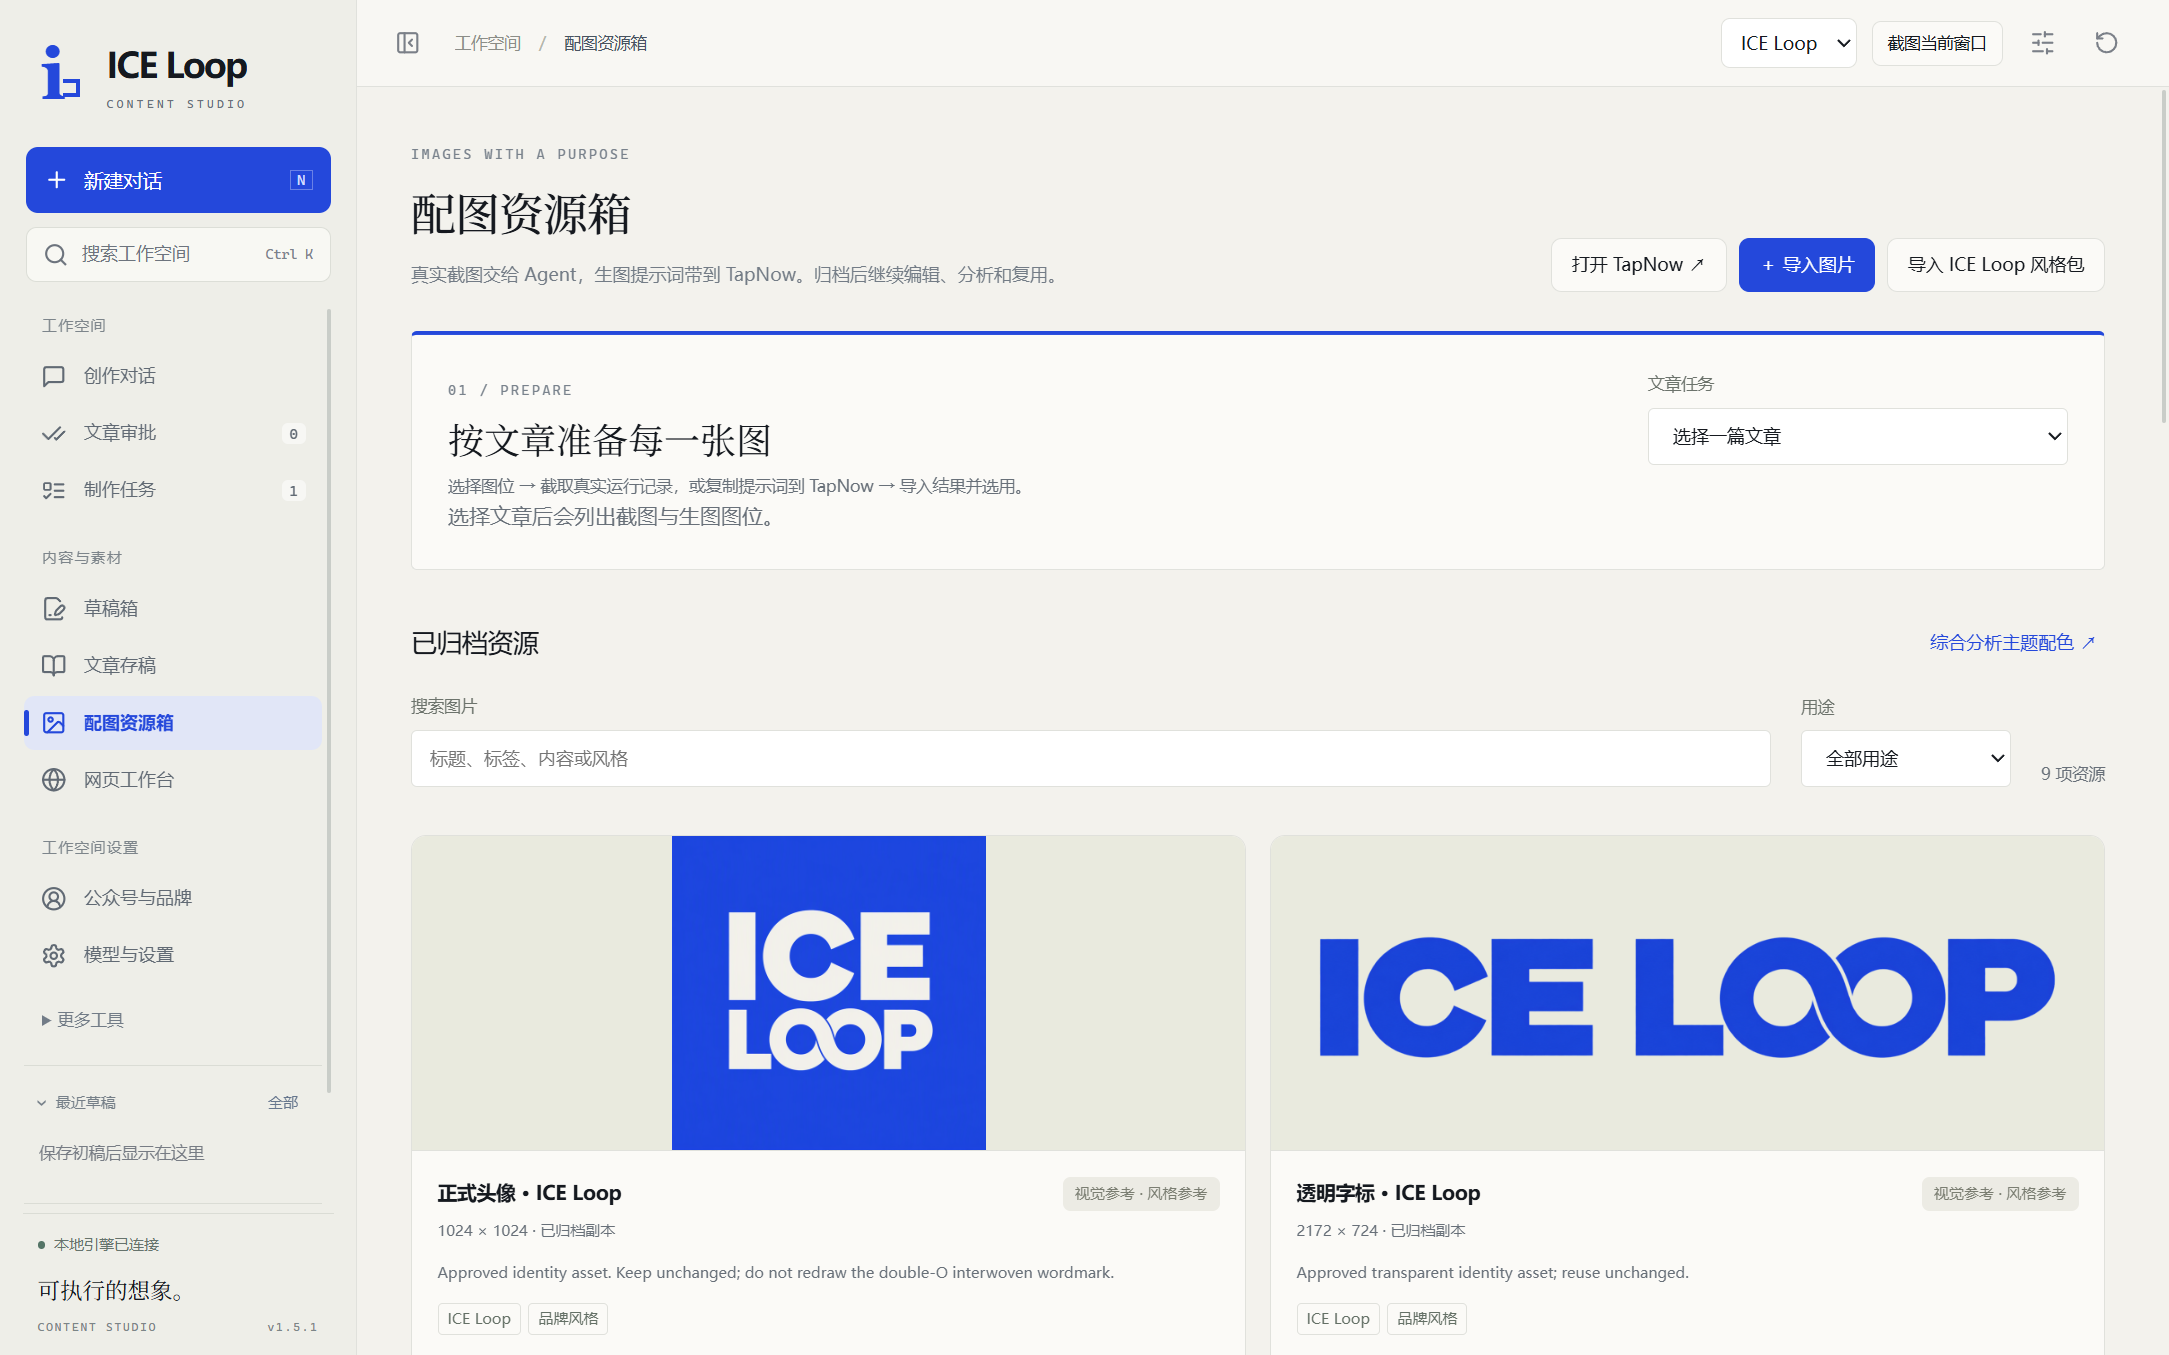 ICE Loop
CONTENT STUDIO
新建对话 N
搜索工作空间 Ctrl K
工作空间
创作对话
文章审批 0
制作任务 1
内容与素材
草稿箱
文章存稿
配图资源箱
网页工作台
工作空间设置
公众号与品牌
模型与设置
更多工具
最近草稿 全部
保存初稿后显示在这里
本地引擎已连接
可执行的想象。
CONTENT STUDIO v1.5.1
工作空间 / 配图资源箱
ICE Loop 截图当前窗口
IMAGES WITH A PURPOSE
配图资源箱
真实截图交给 Agent，生图提示词带到 TapNow。归档后继续编辑、分析和复用。
打开 TapNow ↗ + 导入图片 导入 ICE Loop 风格包
01 / PREPARE
按文章准备每一张图
选择图位 → 截取真实运行记录，或复制提示词到 TapNow → 导入结果并选用。
选择文章后会列出截图与生图图位。
文章任务
选择一篇文章
已归档资源
综合分析主题配色 ↗
搜索图片
标题、标签、内容或风格
用途
全部用途
9 项资源
ICE
LOOP
正式头像 • ICE Loop
视觉参考 · 风格参考
1024 × 1024 · 已归档副本
Approved identity asset. Keep unchanged; do not redraw the double-O interwoven wordmark.
ICE Loop 品牌风格
ICE LOOP
透明字标 • ICE Loop
视觉参考 · 风格参考
2172 × 724 · 已归档副本
Approved transparent identity asset; reuse unchanged.
ICE Loop 品牌风格